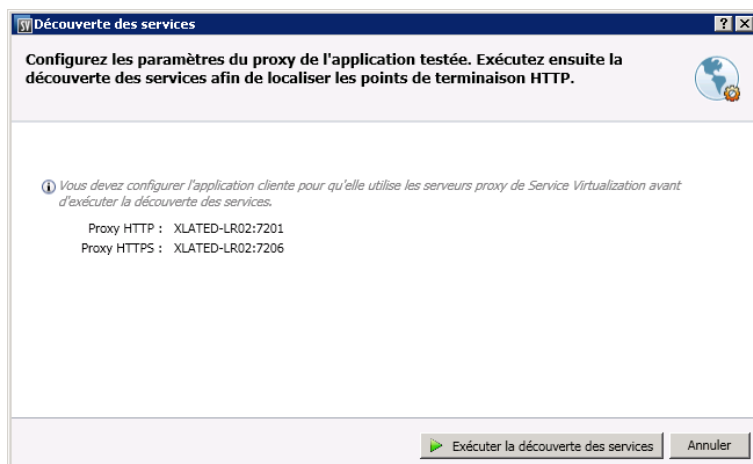 SV Découverte des services
?
Configurez les paramètres du proxy de l'application testée. Exécutez ensuite la
découverte des services afin de localiser les points de terminaison HTTP.
Vous devez configurer l'application cliente pour qu'elle utilise les serveurs proxy de Service Virtualization avant
d'exécuter la découverte des services.
Proxy HTTP : XLATED-LR02:7201
Proxy HTTPS : XLATED-LR02:7206
Exécuter la découverte des services Annuler